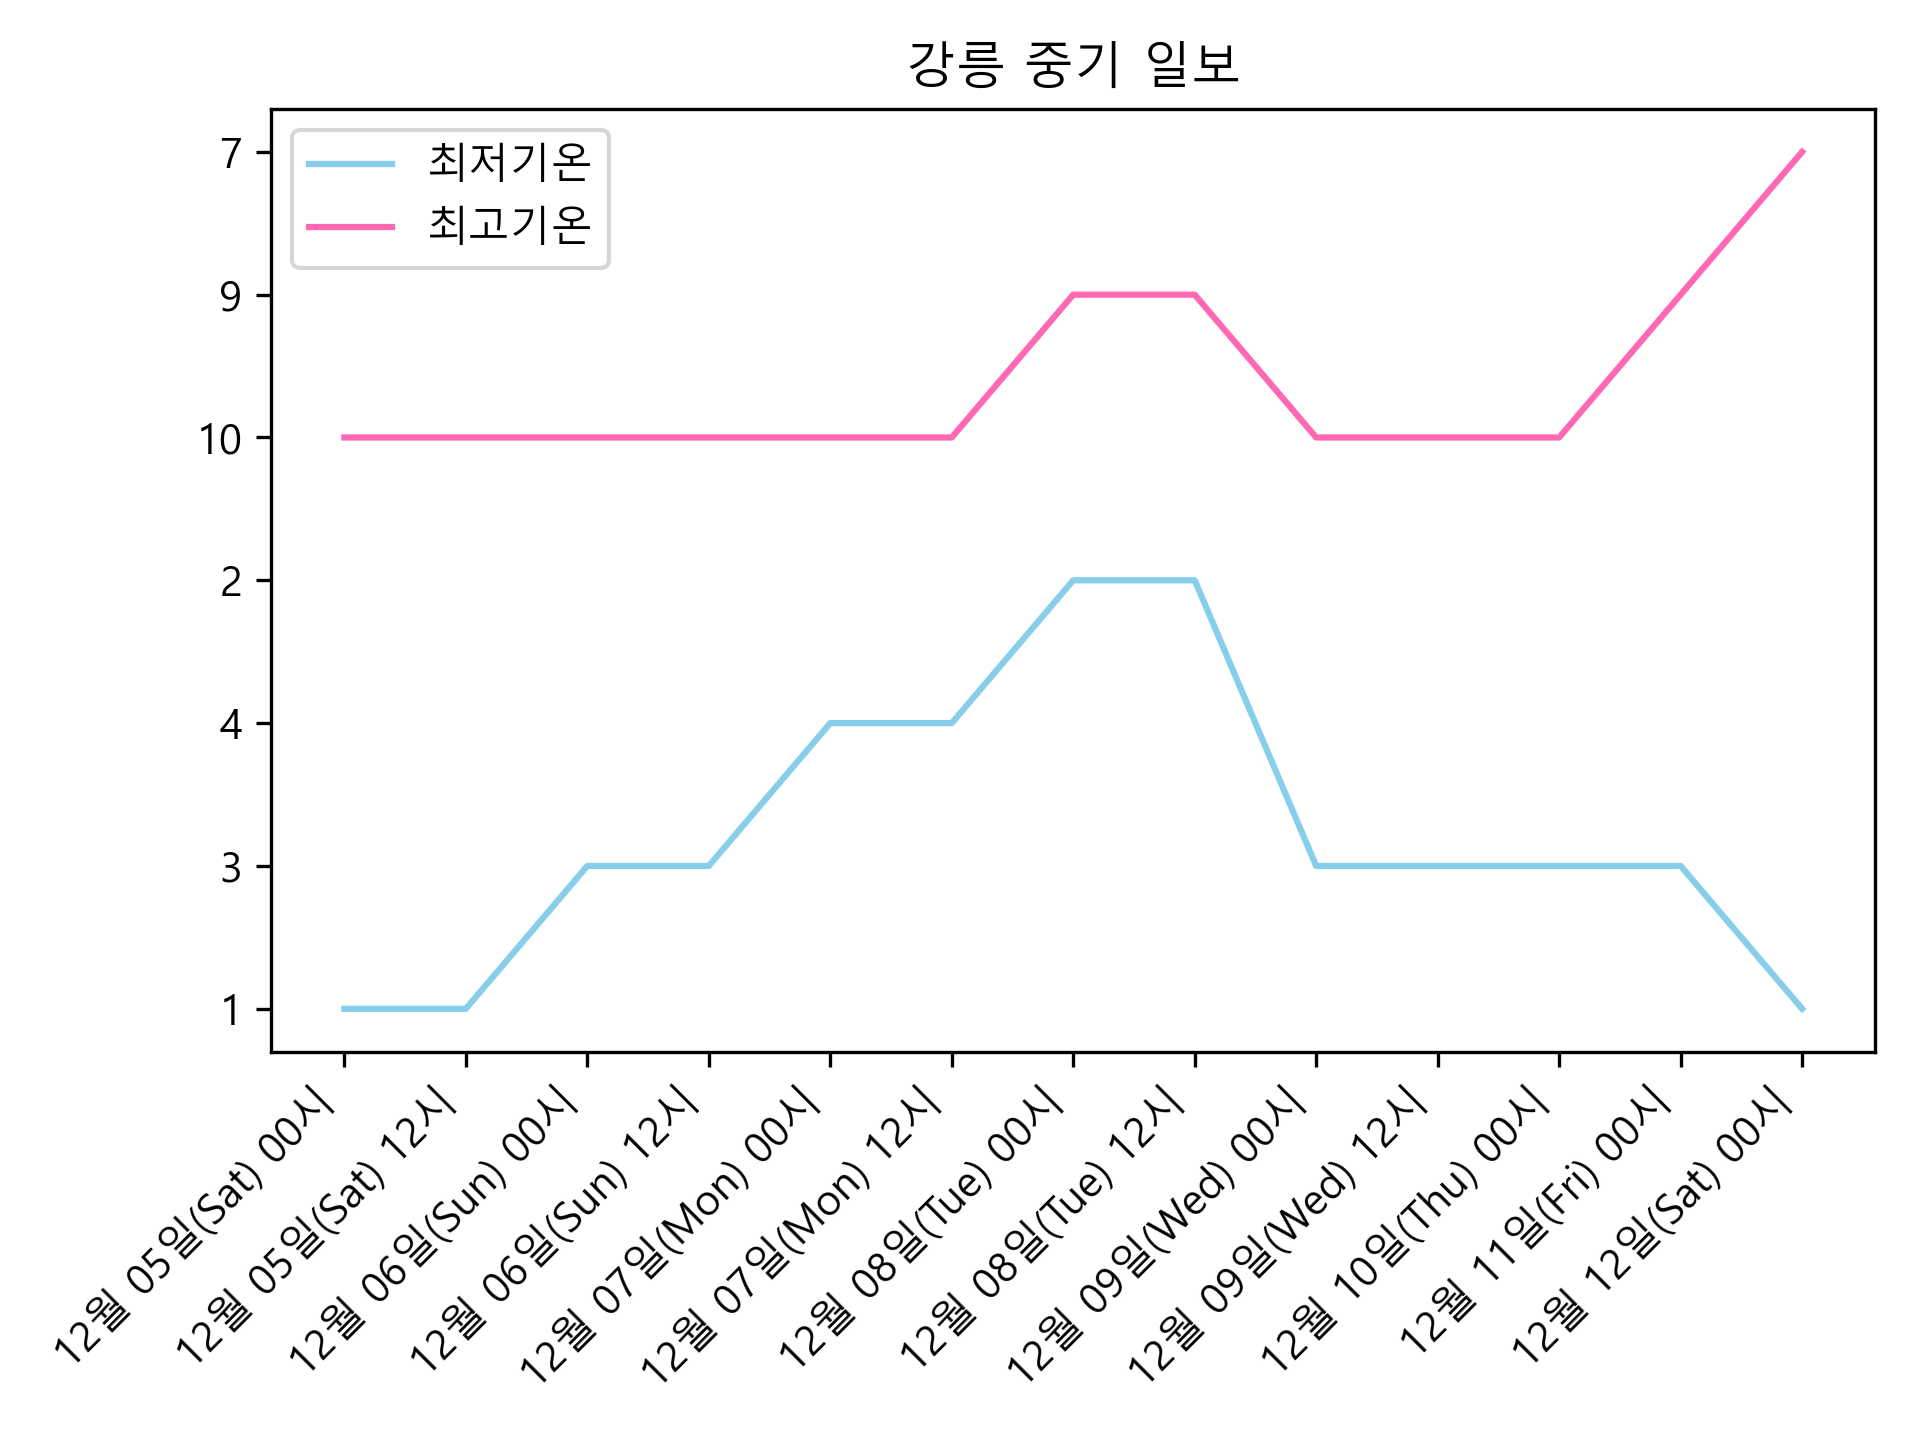 강릉 중기 일보
최저기온
최고기온
7
9
10
2
4
3
1
12월 05일(Sat) 00시
12월 05일(Sat) 12시
12월 06일(Sun) 00시
12월 06일(Sun) 12시
12월 07일(Mon) 00시
12월 07일(Mon) 12시
12월 08일(Tue) 00시
12월 08일(Tue) 12시
12월 09일(Wed) 00시
12월 09일(Wed) 12시
12월 10일(Thu) 00시
12월 11일(Fri) 00시
12월 12일(Sat) 00시